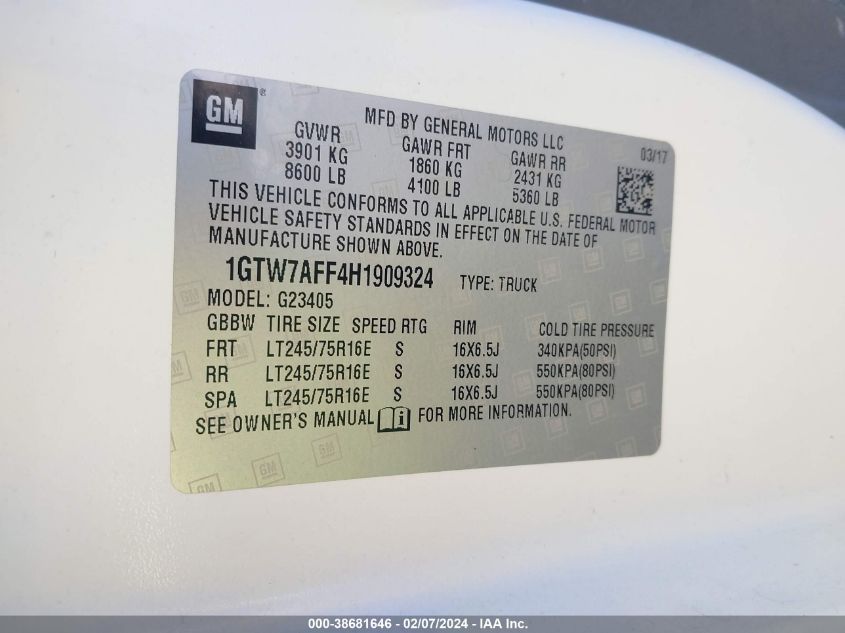 GM®
MFD BY GENERAL MOTORS LLC
03/17
GVWR GAWR FRT GAWR RR
3901 KG 1860 KG 2431 KG
8600 LB 4100 LB 5360 LB
THIS VEHICLE CONFORMS TO ALL APPLICABLE U.S. FEDERAL MOTOR
VEHICLE SAFETY STANDARDS IN EFFECT ON THE DATE OF
MANUFACTURE SHOWN ABOVE.
1GTW7AFF4H1909324 TYPE: TRUCK
MODEL: G23405
GBBW TIRE SIZE SPEED RTG RIM COLD TIRE PRESSURE
FRT LT245/75R16E S 16X6.5J 340KPA(50PSI)
RR LT245/75R16E S 16X6.5J 550KPA(80PSI)
SPA LT245/75R16E S 16X6.5J 550KPA(80PSI)
SEE OWNER'S MANUAL i FOR MORE INFORMATION.
000-38681646 - 02/07/2024 - IAA Inc.